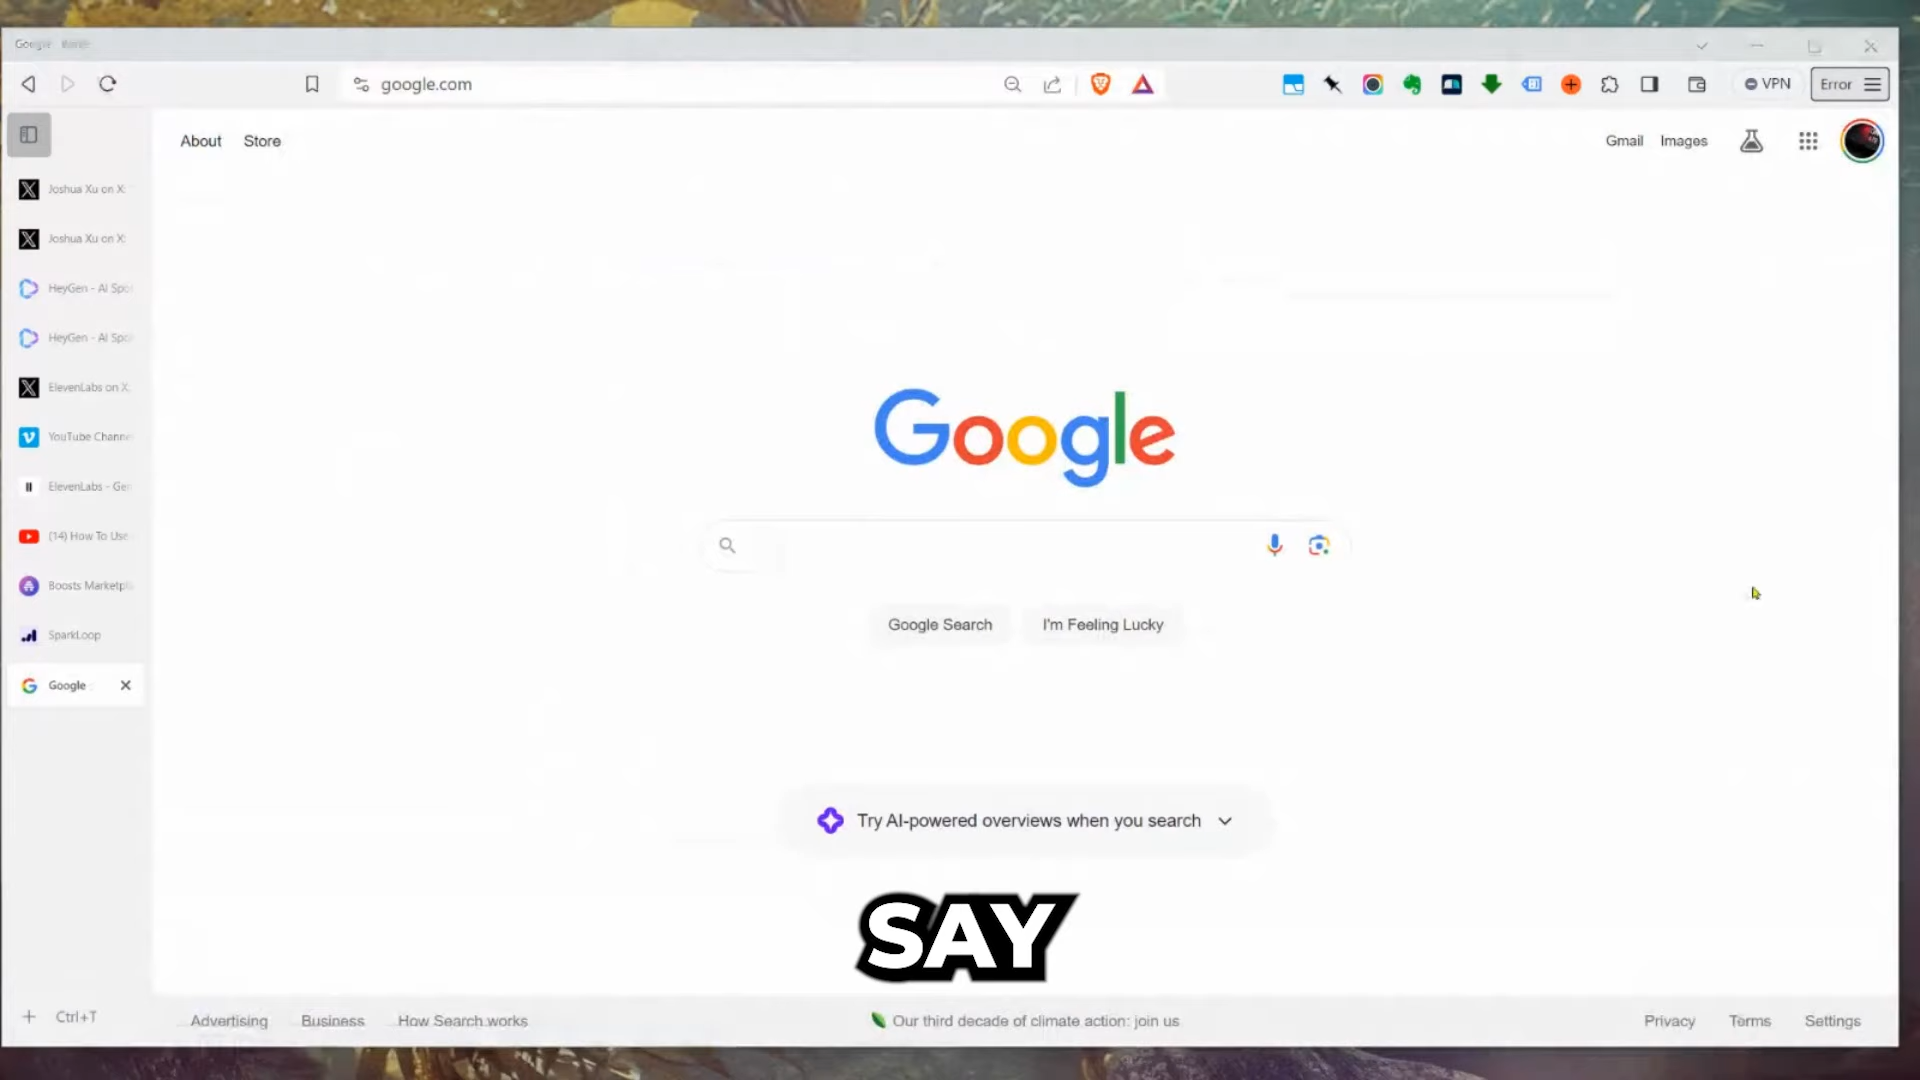 Google
google.com
VPN
Error
About
Store
Gmail
Images
Joshua Xu on X:
Joshua Xu on X:
HeyGen - AI Spo
HeyGen - AI Spo
ElevenLabs on X:
YouTube Channe
ElevenLabs - Ge
(14) How To Use
Boosts Marketpl
SparkLoop
Google
Google
Google Search
I'm Feeling Lucky
Try AI-powered overviews when you search
SAY
Ctrl+T
Advertising
Business
How Search works
Our third decade of climate action: join us
Privacy
Terms
Settings